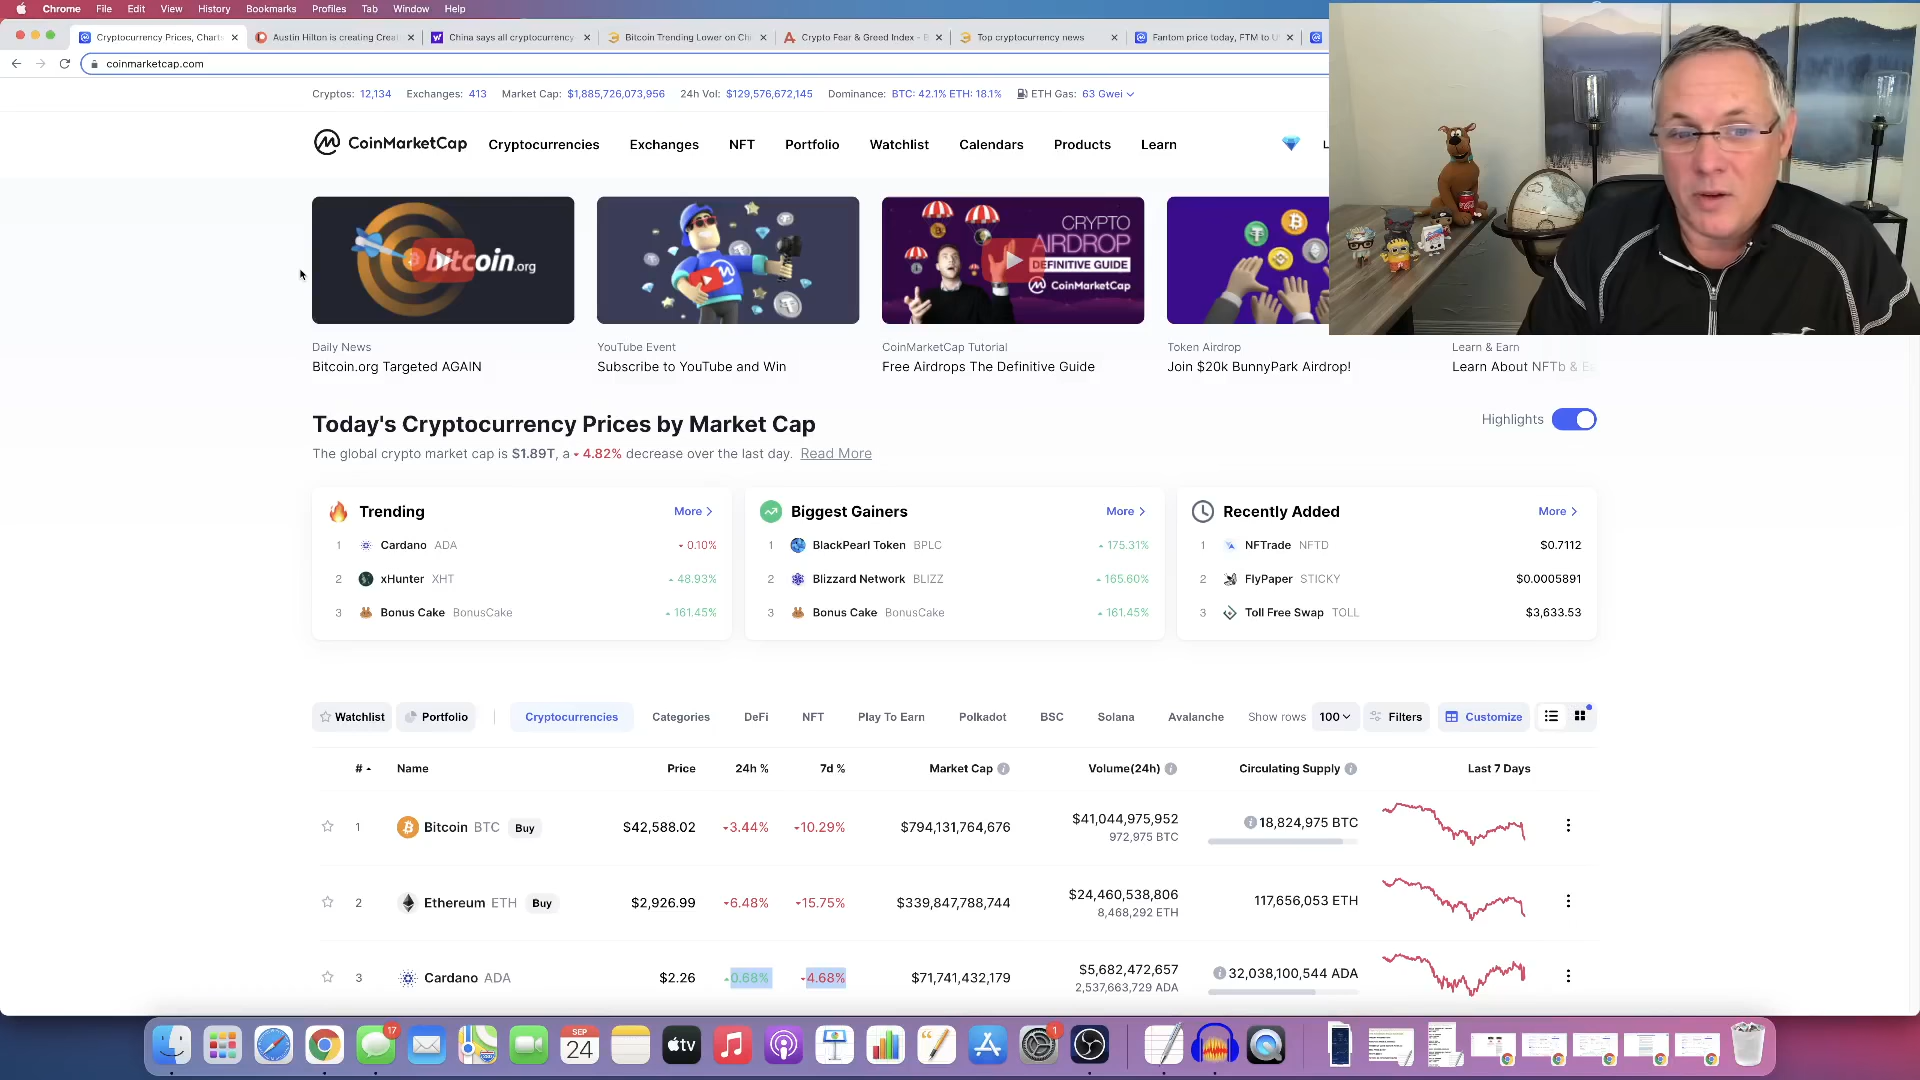 Chrome File Edit View History Bookmarks Profiles Tab Window Help
Cryptocurrency Prices, Charts
Austin Hilton is creating Creat
China says all cryptocurrency
Bitcoin Trending Lower on Chi
Crypto Fear & Greed Index - B
Top cryptocurrency news
Fantom price today, FTM to U
coinmarketcap.com
Cryptos: 12,134 Exchanges: 413 Market Cap: $1,885,726,073,956 24h Vol: $129,576,672,145 Dominance: BTC: 42.1% ETH: 18.1% ETH Gas: 63 Gwei
CoinMarketCap Cryptocurrencies Exchanges NFT Portfolio Watchlist Calendars Products Learn
bitcoin.org
CRYPTO
AIRDROP
DEFINITIVE GUIDE
CoinMarketCap
Daily News
Bitcoin.org Targeted AGAIN
YouTube Event
Subscribe to YouTube and Win
CoinMarketCap Tutorial
Free Airdrops The Definitive Guide
Token Airdrop
Join $20k BunnyPark Airdrop!
Learn & Earn
Learn About NFTb & Ea
Today's Cryptocurrency Prices by Market Cap
Highlights
The global crypto market cap is $1.89T, a 4.82% decrease over the last day. Read More
Trending More
1 Cardano ADA 0.10%
2 xHunter XHT 48.93%
3 Bonus Cake BonusCake 161.45%
Biggest Gainers More
1 BlackPearl Token BPLC 175.31%
2 Blizzard Network BLIZZ 165.60%
3 Bonus Cake BonusCake 161.45%
Recently Added More
1 NFTrade NFTD $0.7112
2 FlyPaper STICKY $0.0005891
3 Toll Free Swap TOLL $3,633.53
Watchlist Portfolio Cryptocurrencies Categories DeFi NFT Play To Earn Polkadot BSC Solana Avalanche Show rows 100 Filters Customize
# Name Price 24h % 7d % Market Cap Volume(24h) Circulating Supply Last 7 Days
1 Bitcoin BTC Buy $42,588.02 3.44% 10.29% $794,131,764,676 $41,044,975,952 18,824,975 BTC
972,975 BTC
2 Ethereum ETH Buy $2,926.99 6.48% 15.75% $339,847,788,744 $24,460,538,806 117,656,053 ETH
8,468,292 ETH
3 Cardano ADA $2.26 0.68% 4.68% $71,741,432,179 $5,682,472,657 32,038,100,544 ADA
2,537,663,729 ADA
17
SEP
24
tv
1